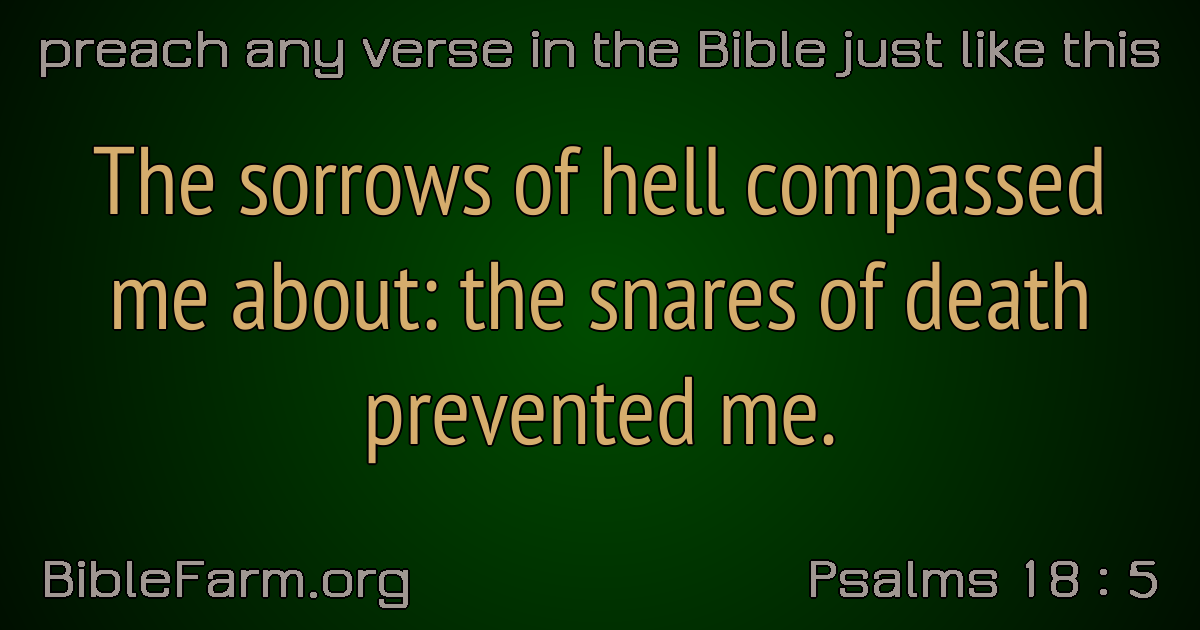 preach any verse in the Bible just like this
The sorrows of hell compassed
me about: the snares of death
prevented me.
BibleFarm.org
Psalms 18 : 5